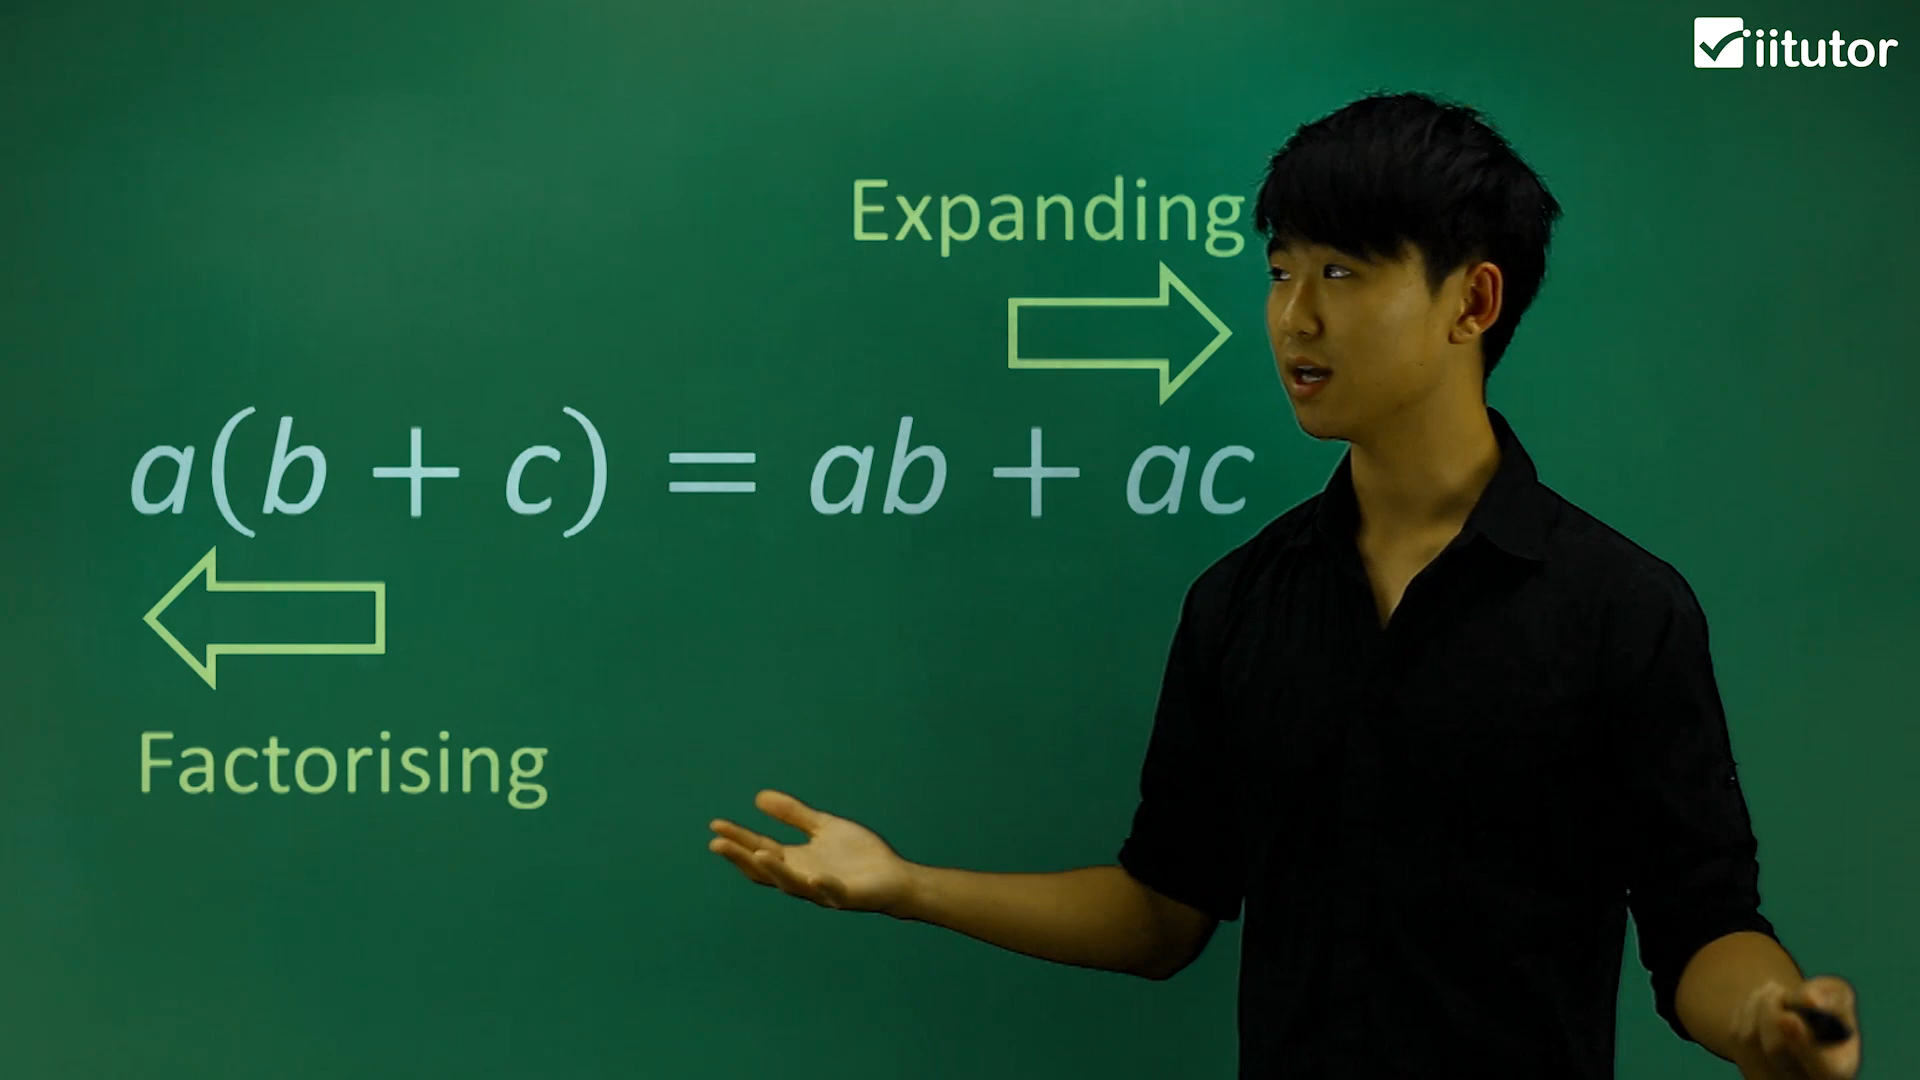 iitutor
Expanding
a(b + c) = ab + ac
Factorising